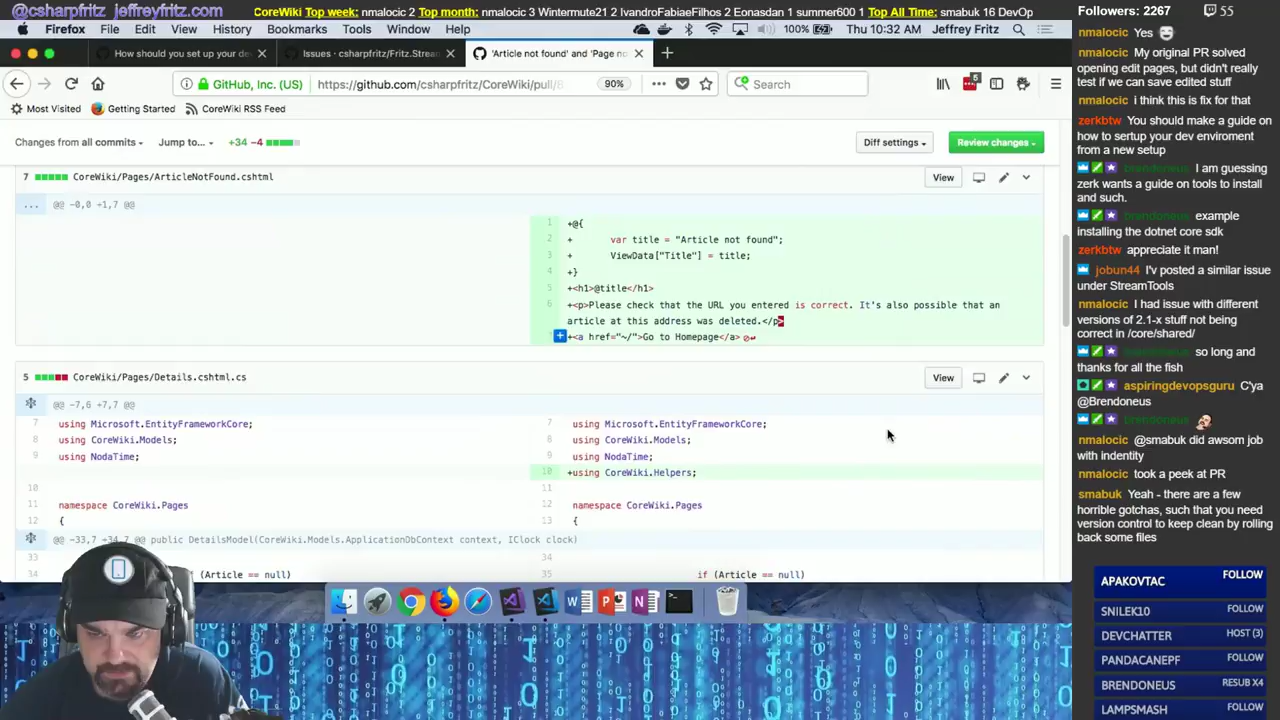 @csharpfritz jeffreyfritz.com
CoreWiki Top week: nmalocic 2 Top month: nmalocic 3 Wintermute21 2 IvandroFabiaeFilhos 2 Ecordan 1 summer600 1 Top All Time: smabuk 16 DevOp
Followers: 2267
55
Firefox File Edit View History Bookmarks Tools Window Help 100% Thu 10:32 AM Jeffrey Fritz
How should you set up your de
Issues · csharpfritz/Fritz.Stream
'Article not found' and 'Page no
GitHub, Inc. (US)
https://github.com/csharpfritz/CoreWiki/pull/8
90%
Search
5
Most Visited
Getting Started
CoreWiki RSS Feed
Changes from all commits
Jump to...
+34 −4
Diff settings
Review changes
7 CoreWiki/Pages/ArticleNotFound.cshtml
View
... @@ -0,0 +1,7 @@
1 +@{
2 + var title = "Article not found";
3 + ViewData["Title"] = title;
4 +}
5 +<h1>@title</h1>
6 +<p>Please check that the URL you entered is correct. It's also possible that an
article at this address was deleted.</p>
+<a href="~/">Go to Homepage</a>
5 CoreWiki/Pages/Details.cshtml.cs
View
@@ -7,6 +7,7 @@
7 using Microsoft.EntityFrameworkCore; 7 using Microsoft.EntityFrameworkCore;
8 using CoreWiki.Models; 8 using CoreWiki.Models;
9 using NodaTime; 9 using NodaTime;
10 +using CoreWiki.Helpers;
10 11
11 namespace CoreWiki.Pages 12 namespace CoreWiki.Pages
12 { 13 {
@@ -33,7 +34,7 @@ public DetailsModel(CoreWiki.Models.ApplicationDbContext context, IClock clock)
33 34
34 (Article == null) 35 if (Article == null)
nmalocic Yes
nmalocic My original PR solved
opening edit pages, but didn't really
test if we can save edited stuff
nmalocic i think this is fix for that
zerkbtw You should make a guide on
how to sertup your dev enviroment
from a new setup
brendoneus I am guessing
zerk wants a guide on tools to install
and such.
brendoneus example
installing the dotnet core sdk
zerkbtw appreciate it man!
jobun44 I'v posted a similar issue
under StreamTools
nmalocic I had issue with different
versions of 2.1-x stuff not being
correct in /core/shared/
brendoneus so long and
thanks for all the fish
aspiringdevopsguru C'ya
@Brendoneus
brendoneus
nmalocic @smabuk did awsom job
with indentity
nmalocic took a peek at PR
smabuk Yeah - there are a few
horrible gotchas, such that you need
version control to keep clean by rolling
back some files
APAKOVTAC FOLLOW
SNILEK10 FOLLOW
DEVCHATTER HOST (3)
PANDACANEPF FOLLOW
BRENDONEUS RESUB X4
LAMPSMASH FOLLOW